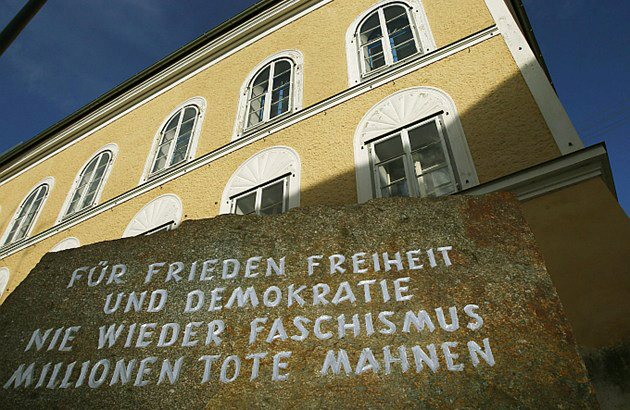 FÜR FRIEDEN FREIHEIT
UND DEMOKRATIE
NIE WIEDER FASCHISMUS
MILLIONEN TOTE MAHNEN